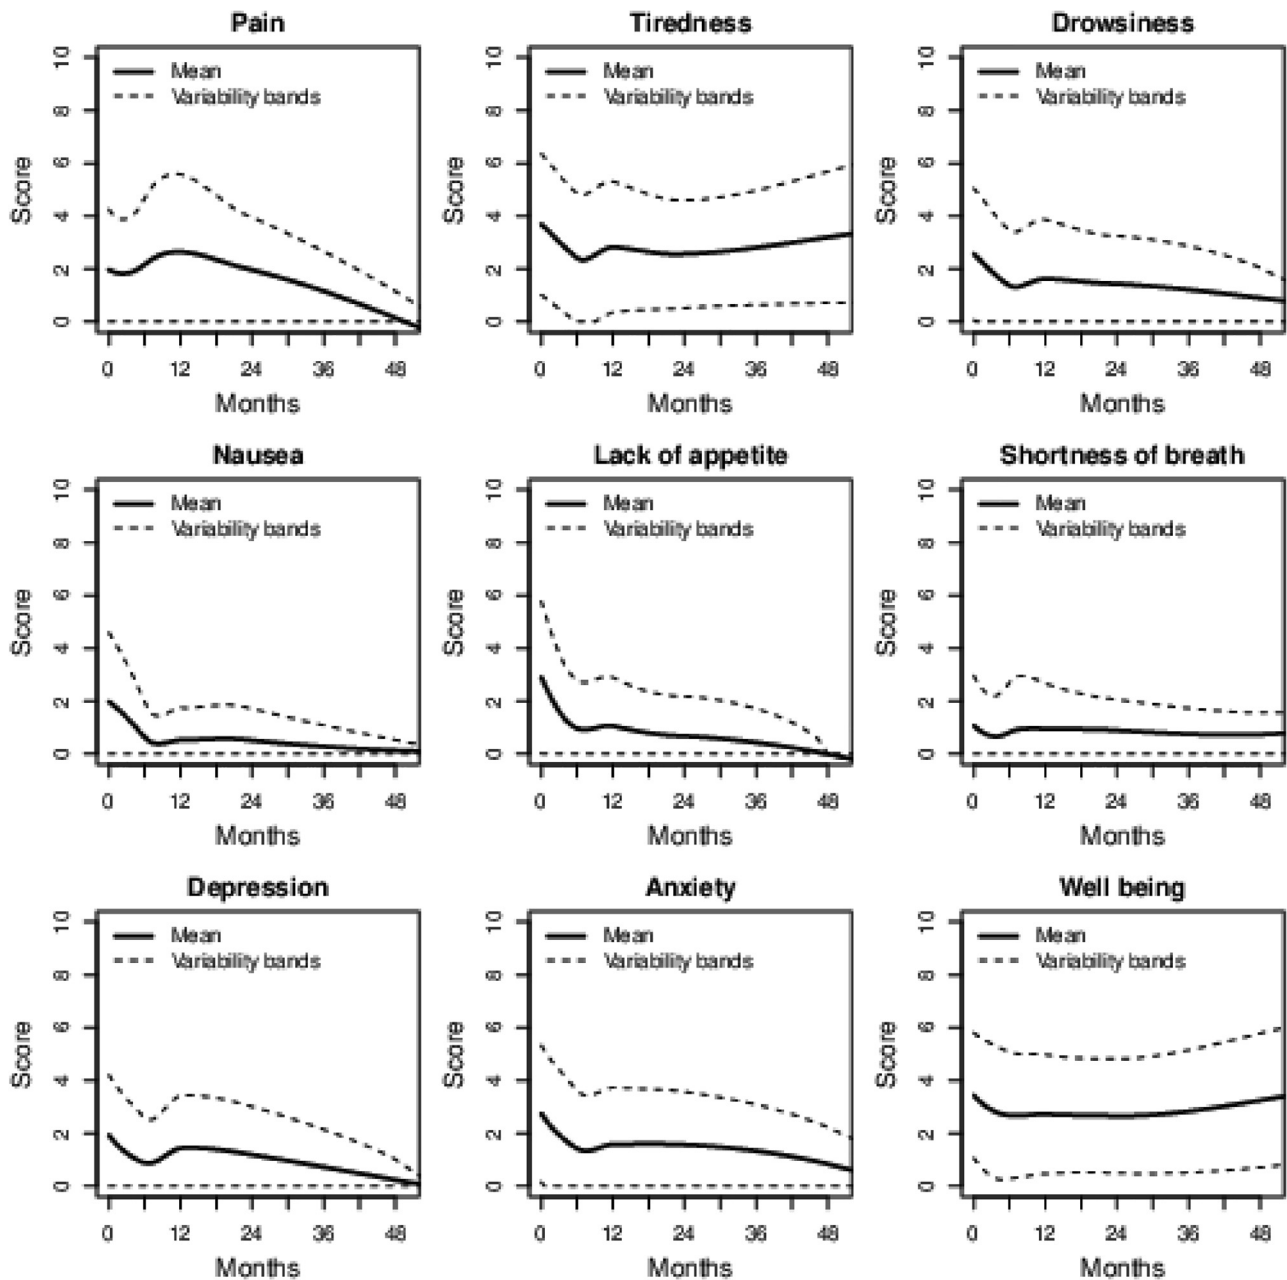 Pain
Mean
Variability bands
Score
0 2 4 6 8 10
0 12 24 36 48
Months
Tiredness
Mean
Variability bands
Score
0 2 4 6 8 10
0 12 24 36 48
Months
Drowsiness
Mean
Variability bands
Score
0 2 4 6 8 10
0 12 24 36 48
Months
Nausea
Mean
Variability bands
Score
0 2 4 6 8 10
0 12 24 36 48
Months
Lack of appetite
Mean
Variability bands
Score
0 2 4 6 8 10
0 12 24 36 48
Months
Shortness of breath
Mean
Variability bands
Score
0 2 4 6 8 10
0 12 24 36 48
Months
Depression
Mean
Variability bands
Score
0 2 4 6 8 10
0 12 24 36 48
Months
Anxiety
Mean
Variability bands
Score
0 2 4 6 8 10
0 12 24 36 48
Months
Well being
Mean
Variability bands
Score
0 2 4 6 8 10
0 12 24 36 48
Months